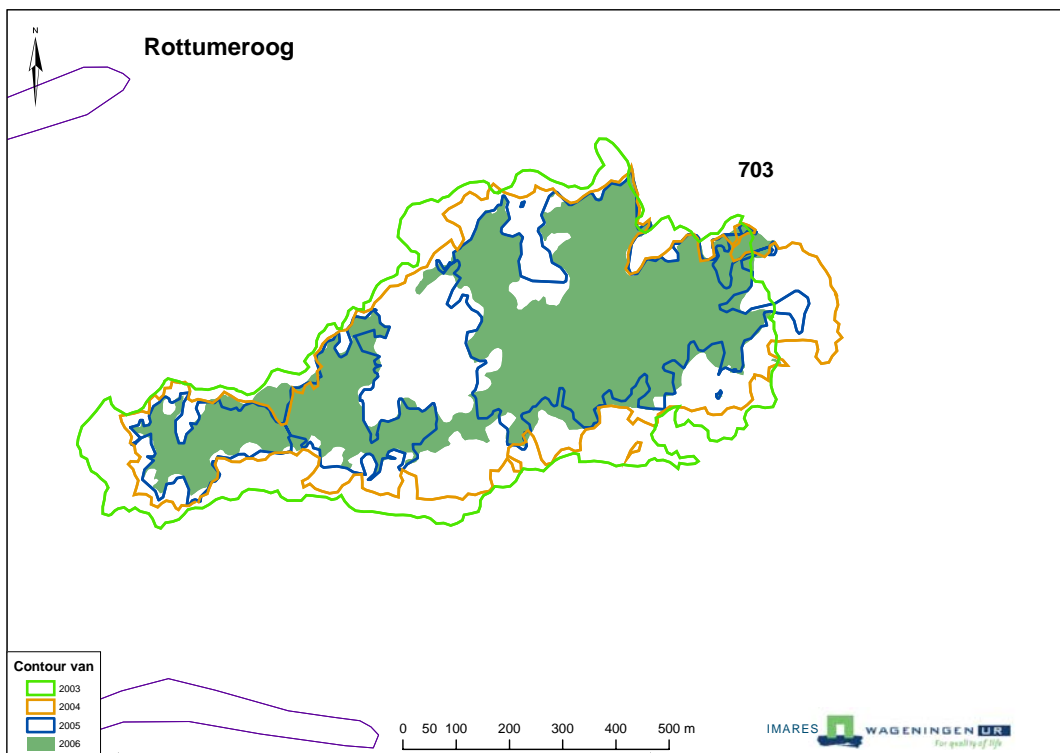 N
Rottumeroog
703
Contour van
2003
2004
2005
2006
0 50 100 200 300 400 500 m
IMARES WAGENINGEN UR
For quality of life